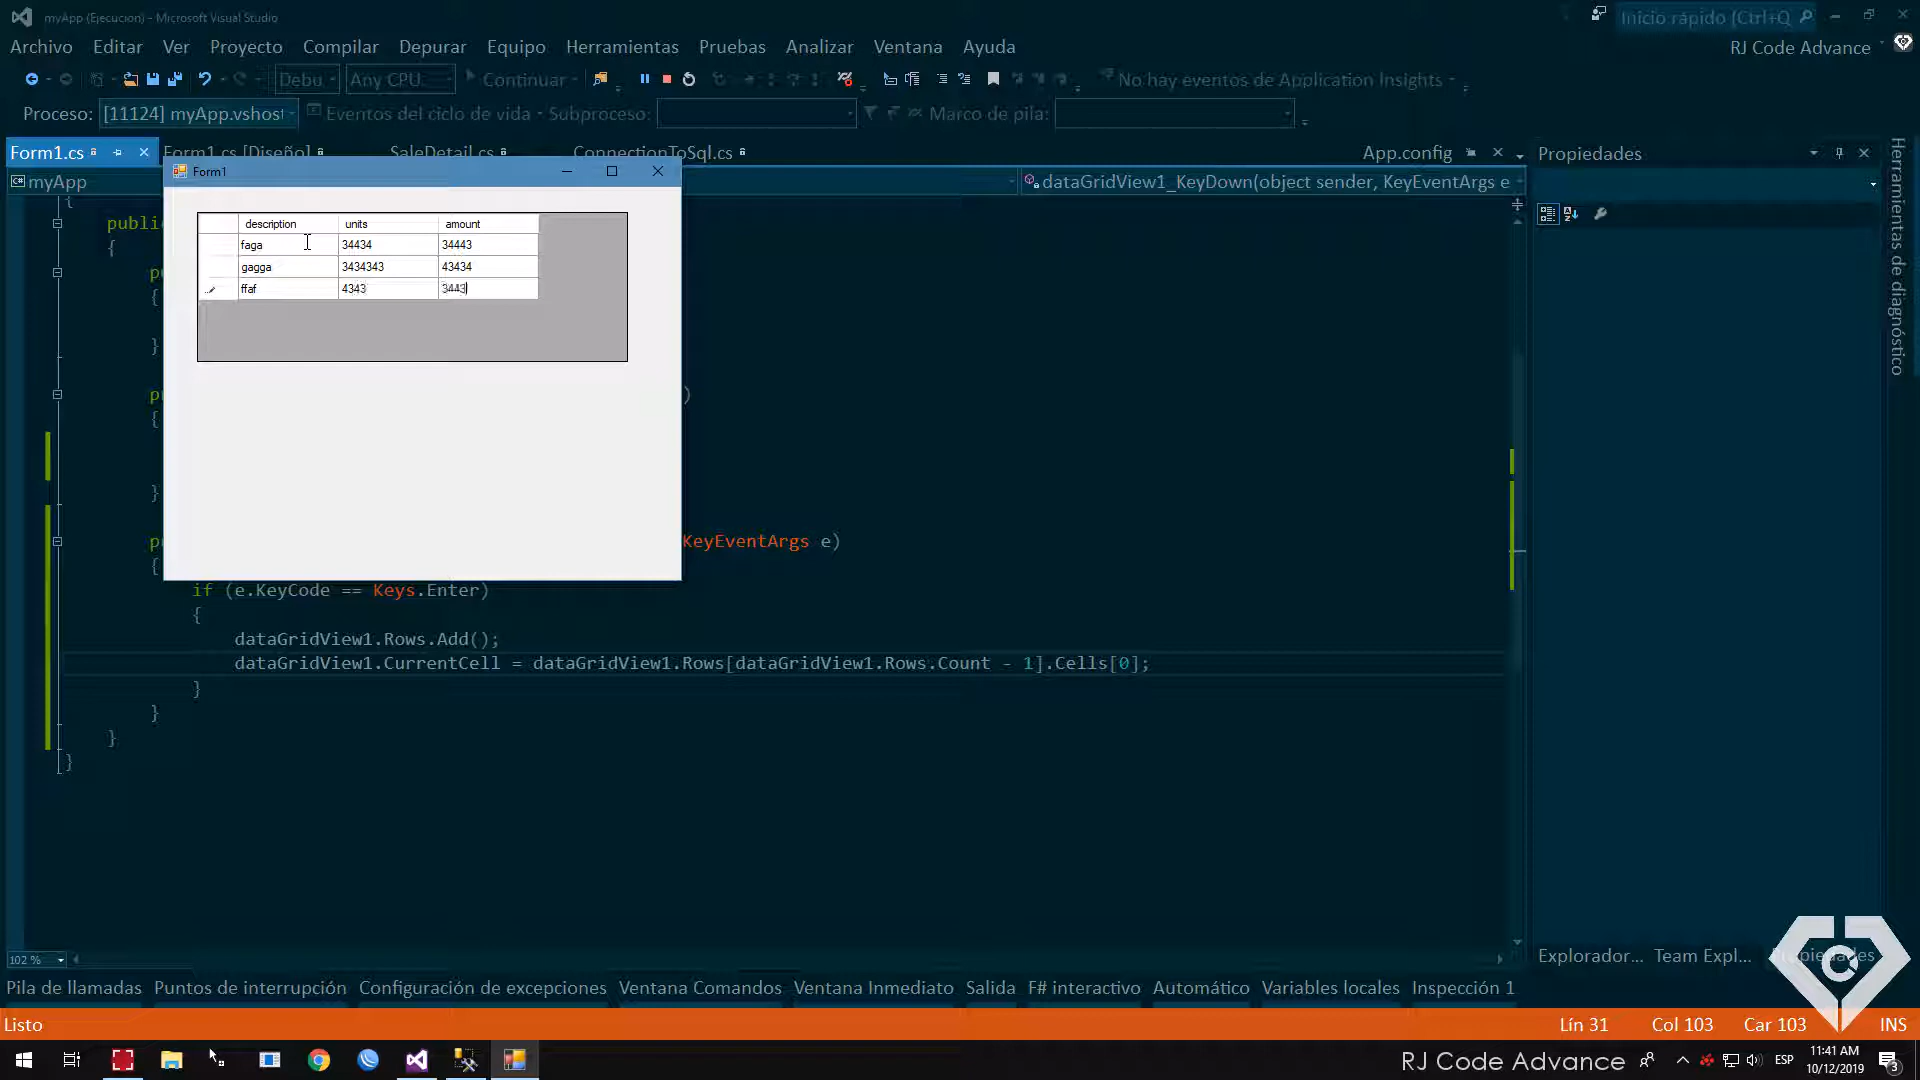 myApp (Ejecución) - Microsoft Visual Studio
Inicio rápido (Ctrl+Q
Archivo Editar Ver Proyecto Compilar Depurar Equipo Herramientas Pruebas Analizar Ventana Ayuda
RJ Code Advance
Debu Any CPU Continuar No hay eventos de Application Insights
Proceso: [11124] myApp.vshost Eventos del ciclo de vida Subproceso: Marco de pila:
Form1.cs Form1.cs [Diseño] SaleDetail.cs ConnectionToSql.cs App.config Propiedades
myApp dataGridView1_KeyDown(object sender, KeyEventArgs e
Form1
description units amount
faga 34434 34443
gagga 3434343 43434
ffaf 4343 3443
{
publi
{
p
{
}
p )
{
}
p KeyEventArgs e)
{
if (e.KeyCode == Keys.Enter)
{
dataGridView1.Rows.Add();
dataGridView1.CurrentCell = dataGridView1.Rows[dataGridView1.Rows.Count - 1].Cells[0];
}
}
}
}
Herramientas de diagnóstico
102 %
Explorador... Team Expl... Propiedades
Pila de llamadas Puntos de interrupción Configuración de excepciones Ventana Comandos Ventana Inmediato Salida F# interactivo Automático Variables locales Inspección 1
Listo Lín 31 Col 103 Car 103 INS
RJ Code Advance ESP 11:41 AM
10/12/2019 3